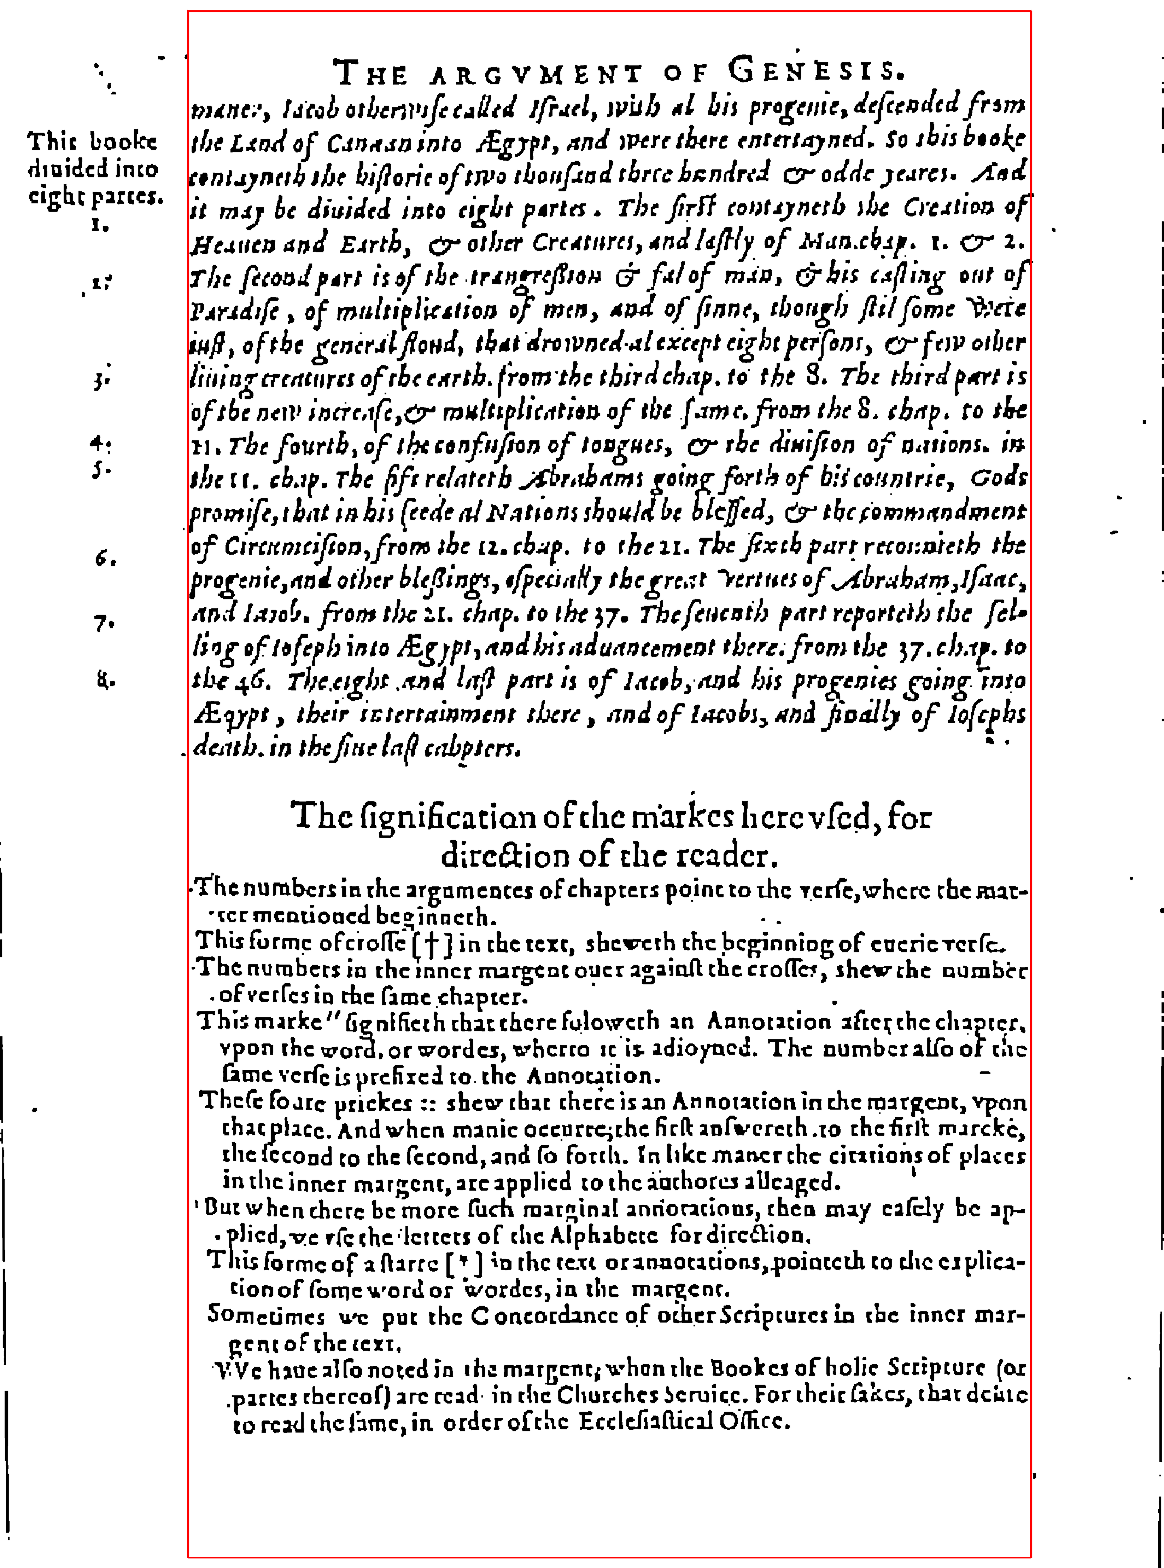 THE ARGVMENT OF GENESIS.
maner, Iacob otherwiſe called Iſrael, with al his progenie, deſcended from
This booke
the Land of Canaan into Ægypt, and were there entertayned. So this booke
diuided into
contayneth the hiſtorie of two thouſand three hundred & odde yeares. And
eight partes.
it may be diuided into eight partes. The firſt contayneth the Creation of
1.
Heauen and Earth, & other Creatures, and laſtly of Man. chap. 1. & 2.
The ſecond part is of the tranſgreſſion & fal of man, & his caſting out of
2.
Paradiſe, of multiplication of men, and of ſinne, though ſtil ſome were
iuſt, of the general floud, that drowned al except eight perſons, & few other
liuing creatures of the earth. from the third chap. to the 8. The third part is
3.
of the new increaſe, & multiplication of the ſame. from the 8. chap. to the
11. The fourth, of the confuſion of tongues, & the diuiſion of nations. in
4.
the 11. chap. The fift relateth Abrahams going forth of his countrie, Gods
5.
promiſe, that in his ſeede al Nations should be bleſſed, & the commandment
of Circumciſion, from the 12. chap. to the 21. The ſixth part recounteth the
6.
progenie, and other bleſſings, eſpecially the great vertues of Abraham, Iſaac,
and Iacob. from the 21. chap. to the 37. The ſeuenth part reporteth the ſel-
7.
ling of Ioſeph into Ægypt, and his aduancement there. from the 37. chap. to
the 46. The eight and laſt part is of Iacob, and his progenies going into
8.
Ægypt, their intertainment there, and of Iacobs, and finally of Ioſephs
death. in the fiue laſt cahpters.
The ſignification of the markes here vſed, for
direction of the reader.
The numbers in the argumentes of chapters point to the verſe, where the mat-
ter mentioned beginneth.
This forme of croſſe [†] in the text, sheweth the beginning of euerie verſe.
The numbers in the inner margent ouer againſt the croſſes, shew the number
of verſes in the ſame chapter.
This marke " ſignifieth that there foloweth an Annotation after the chapter,
vpon the word, or wordes, wherto it is adioyned. The number alſo of the
ſame verſe is prefixed to the Annotation.
Theſe foure prickes :: shew that there is an Annotation in the margent, vpon
that place. And when manie occurre; the firſt anſwereth to the firſt marcke,
the ſecond to the ſecond, and ſo forth. In like maner the citations of places
in the inner margent, are applied to the authores alleaged.
But when there be more ſuch marginal annotations, then may eaſely be ap-
plied, we vſe the letters of the Alphabete for direction.
This forme of a ſtarre [*] in the text or annotations, pointeth to the explica-
tion of ſome word or wordes, in the margent.
Sometimes we put the Concordance of other Scriptures in the inner mar-
gent of the text.
VVe haue alſo noted in the margent; when the Bookes of holie Scripture (or
partes thereof) are read in the Churches Seruice. For their ſakes, that deſire
to read the ſame, in order of the Eccleſiaſtical Office.